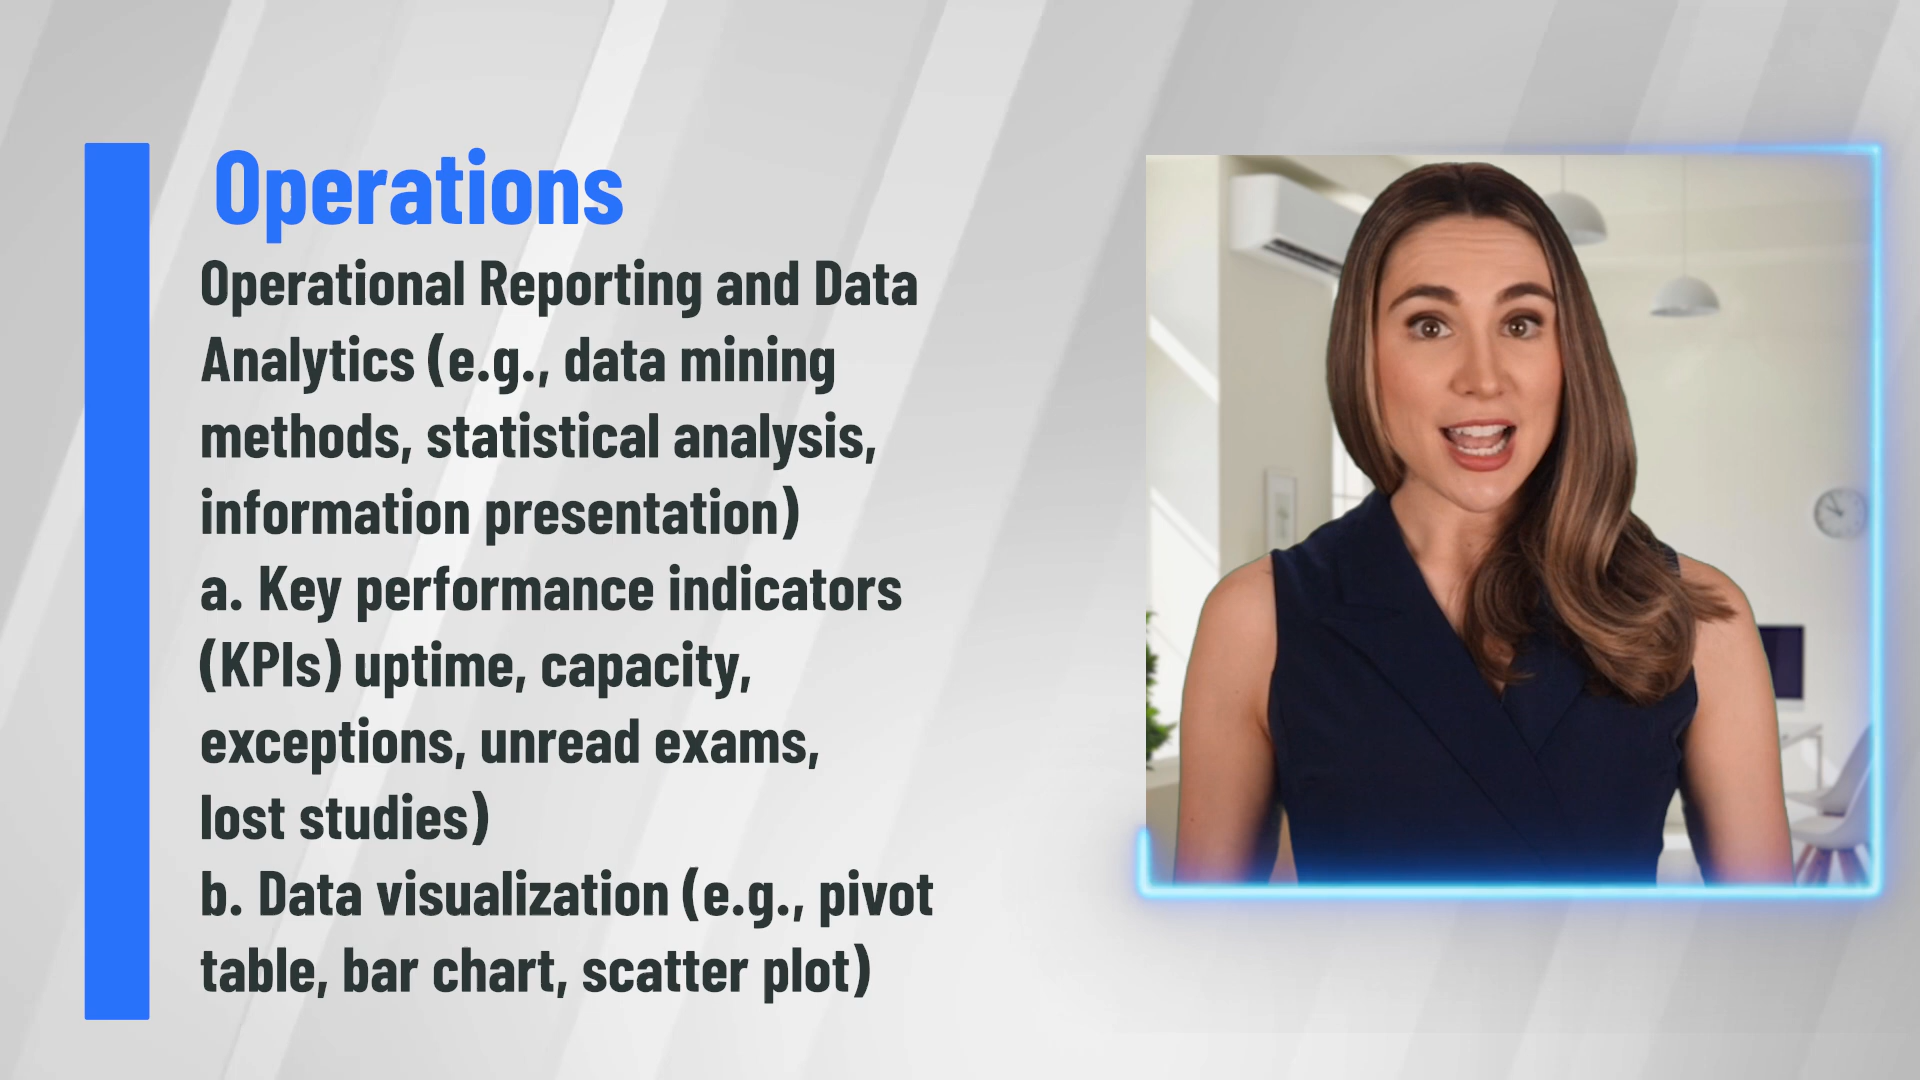 Operations
Operational Reporting and Data
Analytics (e.g., data mining
methods, statistical analysis,
information presentation)
a. Key performance indicators
(KPIs) uptime, capacity,
exceptions, unread exams,
lost studies)
b. Data visualization (e.g., pivot
table, bar chart, scatter plot)